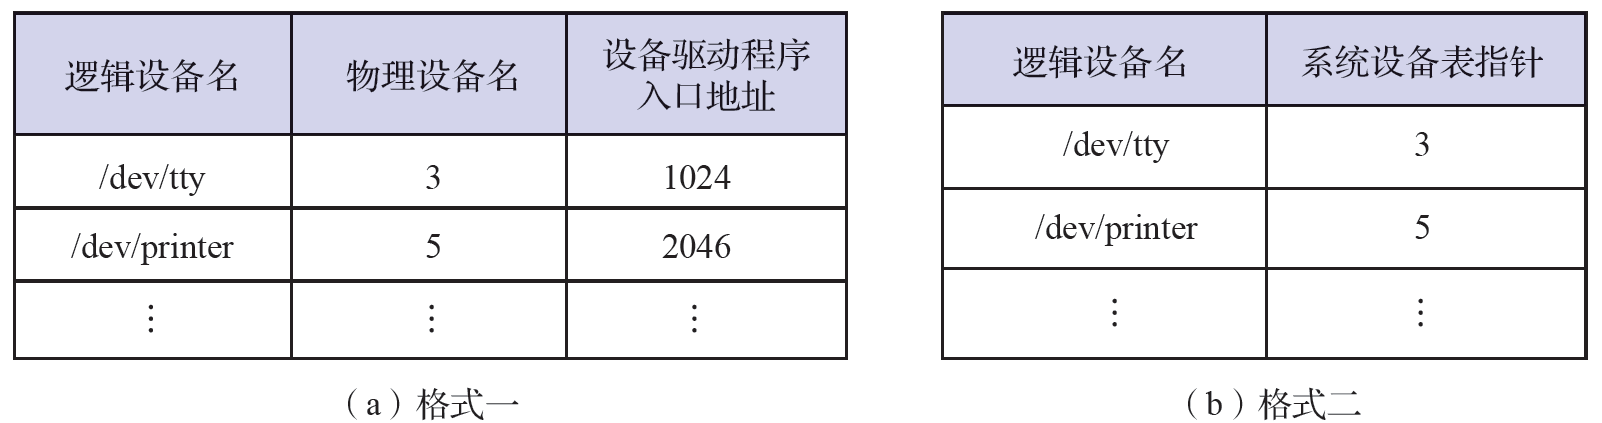 逻辑设备名 物理设备名 设备驱动程序
入口地址
/dev/tty 3 1024
/dev/printer 5 2046
⋮ ⋮ ⋮
（a）格式一
逻辑设备名 系统设备表指针
/dev/tty 3
/dev/printer 5
⋮ ⋮
（b）格式二